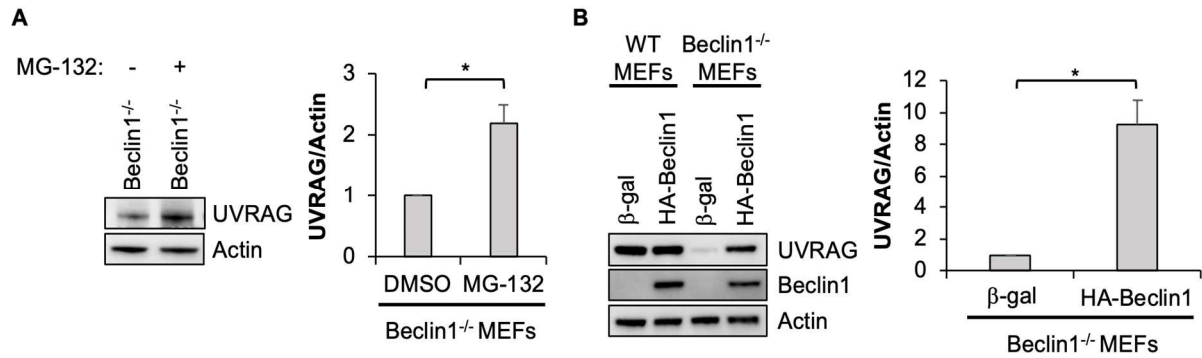 A
MG-132: - +
Beclin1-/-
Beclin1-/-
UVRAG
Actin
UVRAG/Actin
3
2
1
0
*
DMSO MG-132
Beclin1-/- MEFs
B
WT MEFs
Beclin1-/- MEFs
β-gal
HA-Beclin1
β-gal
HA-Beclin1
UVRAG
Beclin1
Actin
UVRAG/Actin
12
10
8
6
4
2
0
*
β-gal HA-Beclin1
Beclin1-/- MEFs